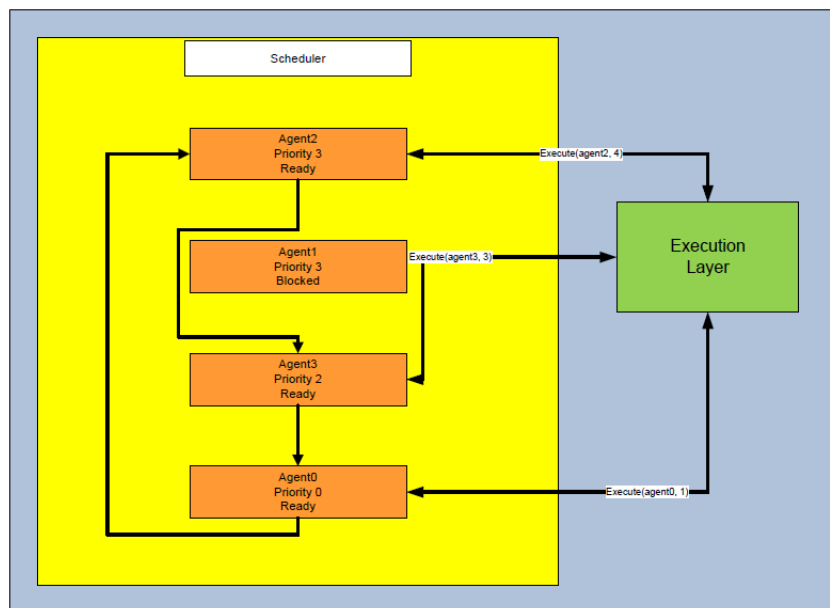 Scheduler
Agent2
Priority 3
Ready
Execute(agent2, 4)
Agent1
Priority 3
Blocked
Execute(agent3, 3)
Execution
Layer
Agent3
Priority 2
Ready
Agent0
Priority 0
Ready
Execute(agent0, 1)